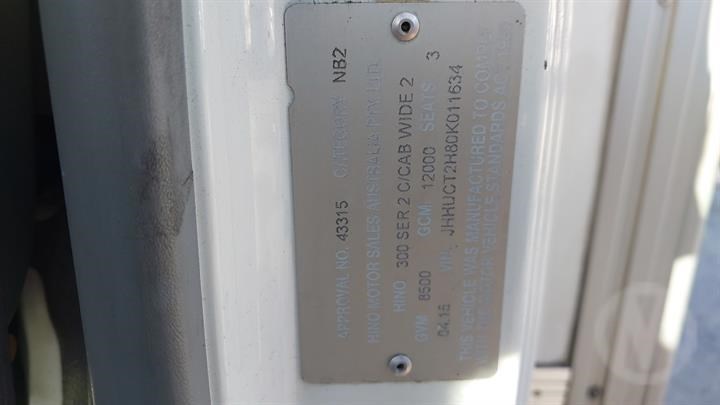 APPROVAL NO. 43315 CATEGORY NB2
HINO MOTOR SALES AUSTRALIA PTY. LTD.
HINO 300 SER 2 C/CAB WIDE 2
GVM 8500 GCM 12000 SEATS 3
04.15 VIN. JHHUCT2H80K011634
THIS VEHICLE WAS MANUFACTURED TO COMPLY
WITH THE MOTOR VEHICLE STANDARDS ACT 1989